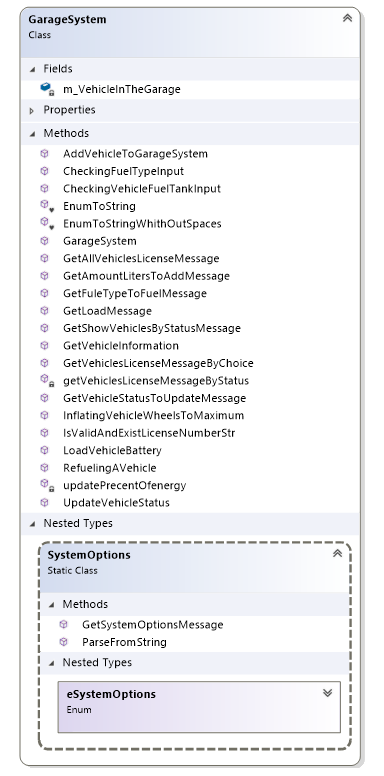 GarageSystem
Class
Fields
m_VehicleInTheGarage
Properties
Methods
AddVehicleToGarageSystem
CheckingFuelTypeInput
CheckingVehicleFuelTankInput
EnumToString
EnumToStringWhithOutSpaces
GarageSystem
GetAllVehiclesLicenseMessage
GetAmountLitersToAddMessage
GetFuleTypeToFuelMessage
GetLoadMessage
GetShowVehiclesByStatusMessage
GetVehicleInformation
GetVehiclesLicenseMessageByChoice
getVehiclesLicenseMessageByStatus
GetVehicleStatusToUpdateMessage
InflatingVehicleWheelsToMaximum
IsValidAndExistLicenseNumberStr
LoadVehicleBattery
RefuelingAVehicle
updatePrecentOfenergy
UpdateVehicleStatus
Nested Types
SystemOptions
Static Class
Methods
GetSystemOptionsMessage
ParseFromString
Nested Types
eSystemOptions
Enum